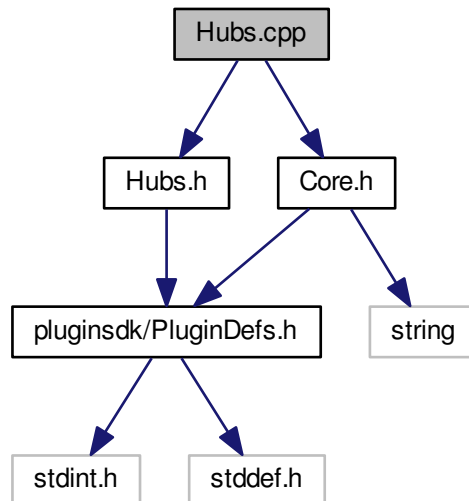 Hubs.cpp
Hubs.h
Core.h
pluginsdk/PluginDefs.h
string
stdint.h
stddef.h